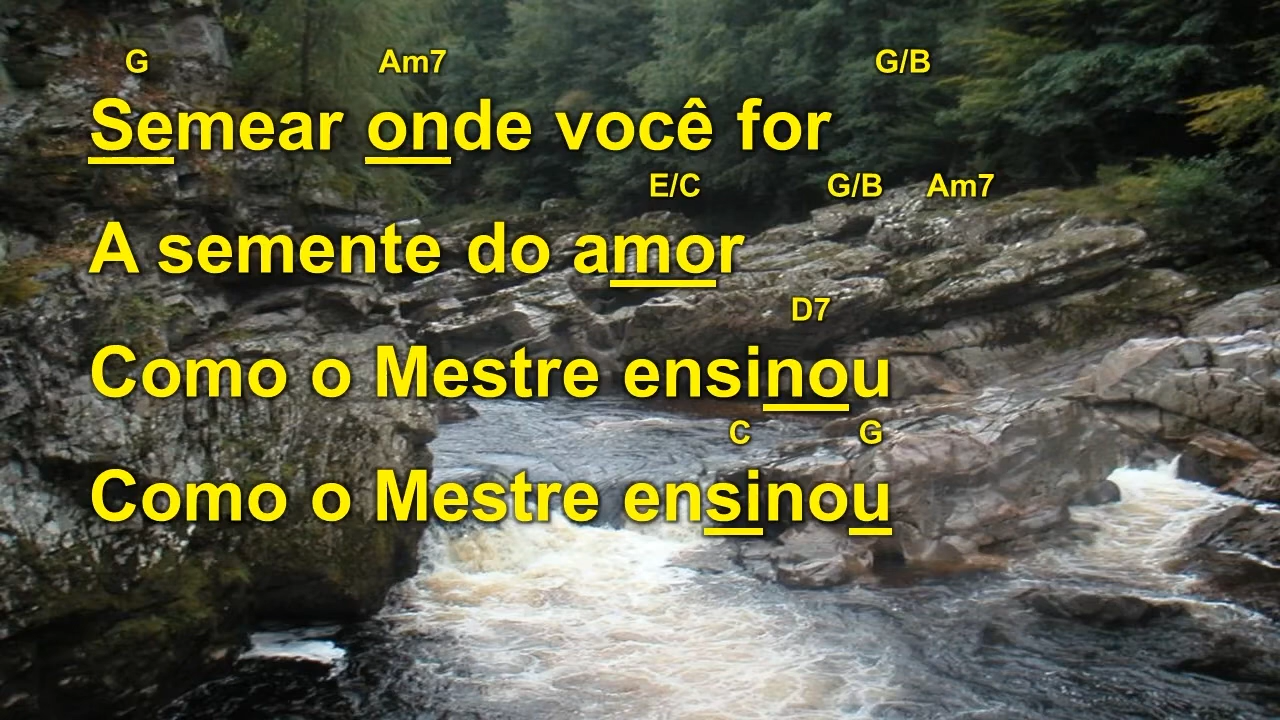 G Am7 G/B
Semear onde você for
E/C G/B Am7
A semente do amor
D7
Como o Mestre ensinou
C G
Como o Mestre ensinou